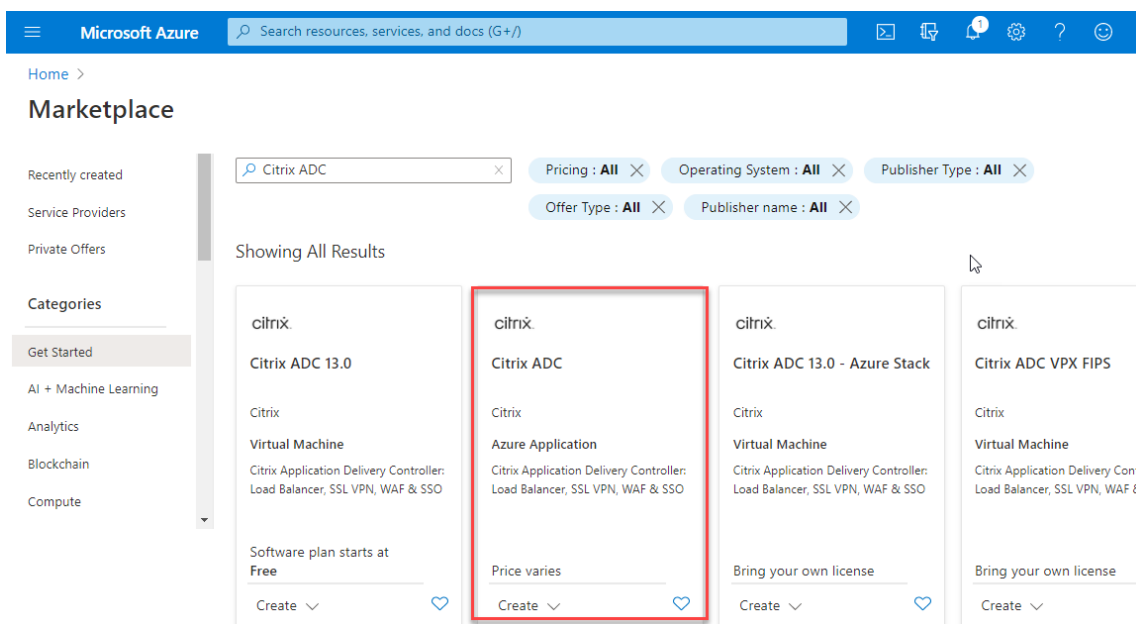 Microsoft Azure
Search resources, services, and docs (G+/)
1
Home >
Marketplace
Recently created
Service Providers
Private Offers
Categories
Get Started
AI + Machine Learning
Analytics
Blockchain
Compute
Citrix ADC
Pricing : All
Operating System : All
Publisher Type : All
Offer Type : All
Publisher name : All
Showing All Results
citrix.
Citrix ADC 13.0
Citrix
Virtual Machine
Citrix Application Delivery Controller:
Load Balancer, SSL VPN, WAF & SSO
Software plan starts at
Free
Create
citrix.
Citrix ADC
Citrix
Azure Application
Citrix Application Delivery Controller:
Load Balancer, SSL VPN, WAF & SSO
Price varies
Create
citrix.
Citrix ADC 13.0 - Azure Stack
Citrix
Virtual Machine
Citrix Application Delivery Controller:
Load Balancer, SSL VPN, WAF & SSO
Bring your own license
Create
citrix.
Citrix ADC VPX FIPS
Citrix
Virtual Machine
Citrix Application Delivery
Load Balancer, SSL VPN, WAF
Bring your own license
Create